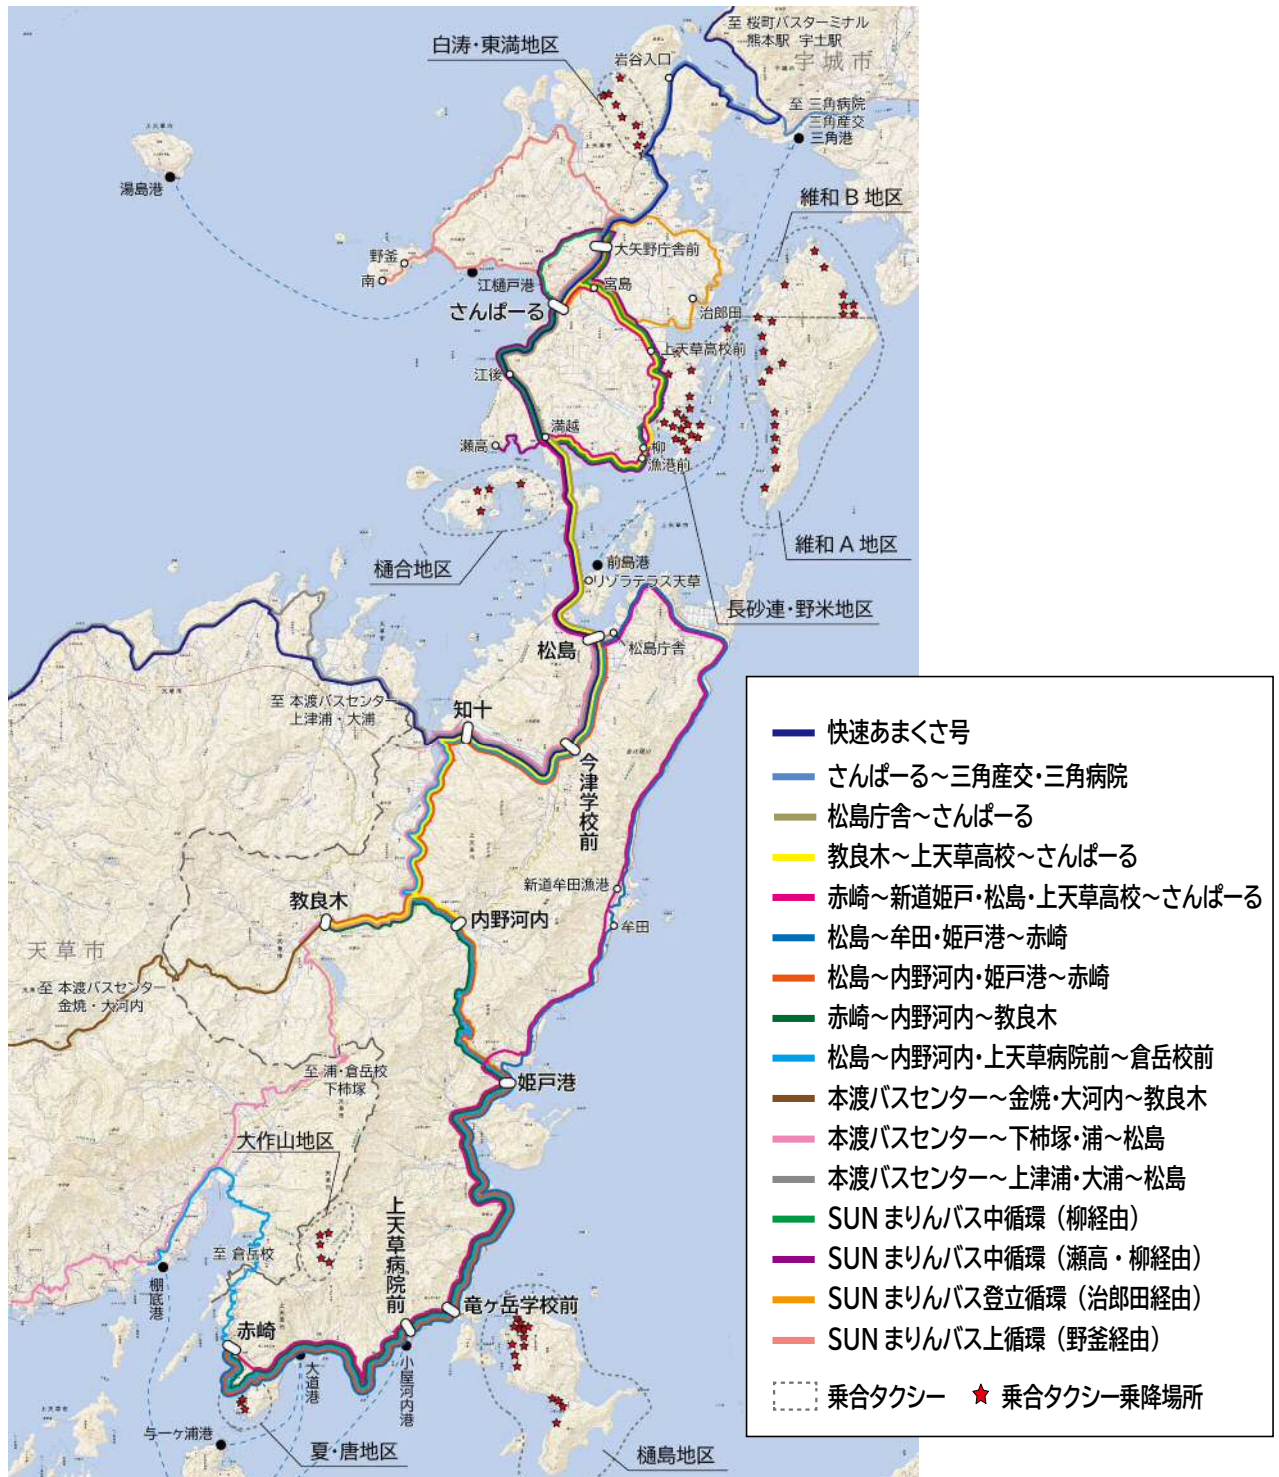 至 桜町バスターミナル
熊本駅 宇土駅
宇城市
白涛・東満地区
岩谷入口
至 三角病院
三角産交
三角港
湯島港
維和 B 地区
野釜
南
江樋戸港
大矢野庁舎前
宮島
さんぱーる
治郎田
上天草高校前
江後
満越
瀬高
柳
漁港前
維和 A 地区
樋合地区
前島港
リゾラテラス天草
長砂連・野米地区
松島
松島庁舎
至 本渡バスセンター
上津浦・大浦
知十
今津学校前
新道牟田漁港
教良木
内野河内
牟田
天草市
至 本渡バスセンター
金焼・大河内
至 浦・倉岳校
下柿塚
姫戸港
大作山地区
上天草病院前
至 倉岳校
棚底港
竜ヶ岳学校前
赤崎
大道港
小屋河内港
与一ヶ浦港
夏・唐地区
樋島地区
快速あまくさ号
さんぱーる～三角産交・三角病院
松島庁舎～さんぱーる
教良木～上天草高校～さんぱーる
赤崎～新道姫戸・松島・上天草高校～さんぱーる
松島～牟田・姫戸港～赤崎
松島～内野河内・姫戸港～赤崎
赤崎～内野河内～教良木
松島～内野河内・上天草病院前～倉岳校前
本渡バスセンター～金焼・大河内～教良木
本渡バスセンター～下柿塚・浦～松島
本渡バスセンター～上津浦・大浦～松島
SUN まりんバス中循環（柳経由）
SUN まりんバス中循環（瀬高・柳経由）
SUN まりんバス登立循環（治郎田経由）
SUN まりんバス上循環（野釜経由）
乗合タクシー
乗合タクシー乗降場所